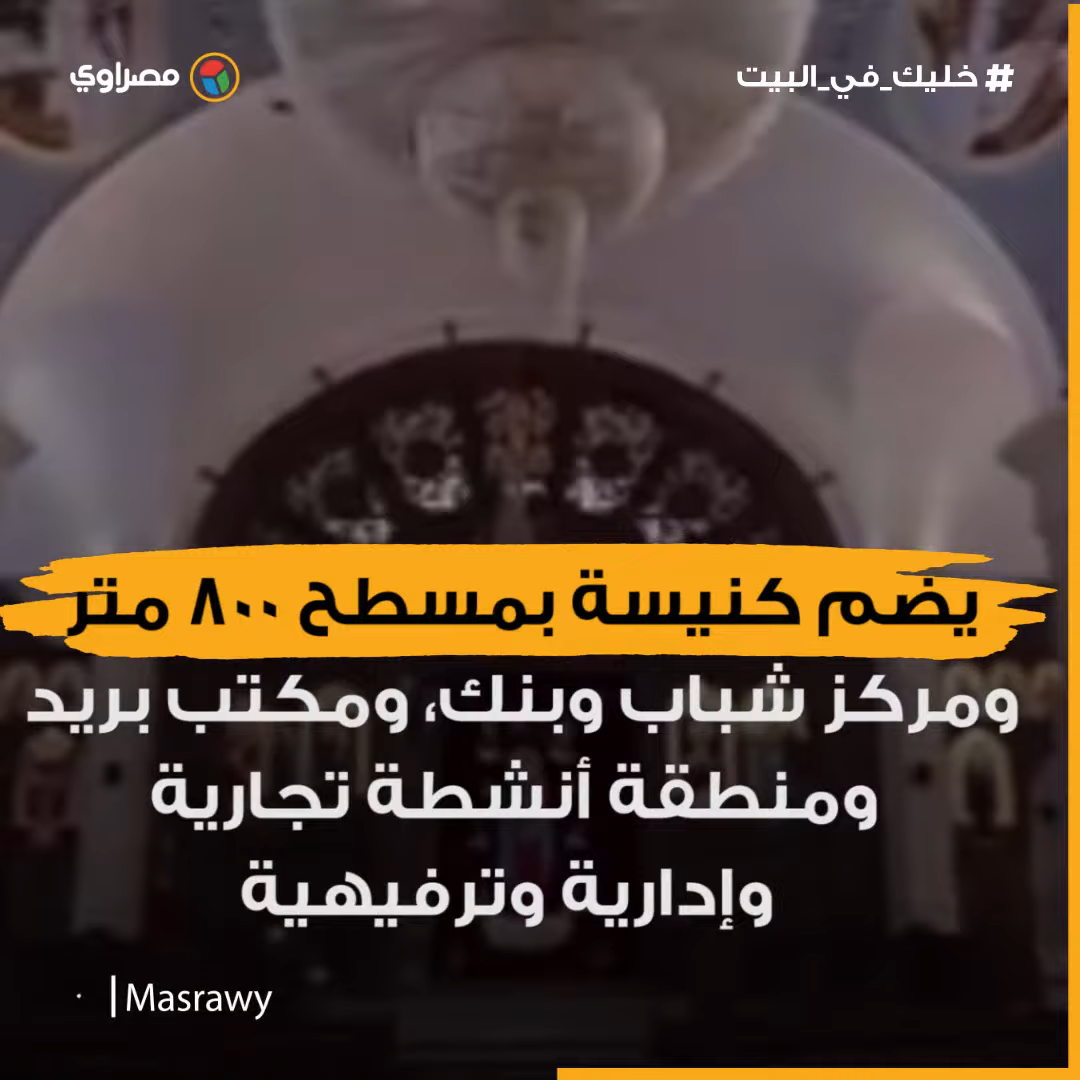 #خليك_في_البيت
مصراوي
يضم كنيسة بمسطح ٨٠٠ متر
ومركز شباب وبنك، ومكتب بريد
ومنطقة أنشطة تجارية
وإدارية وترفيهية
Masrawy